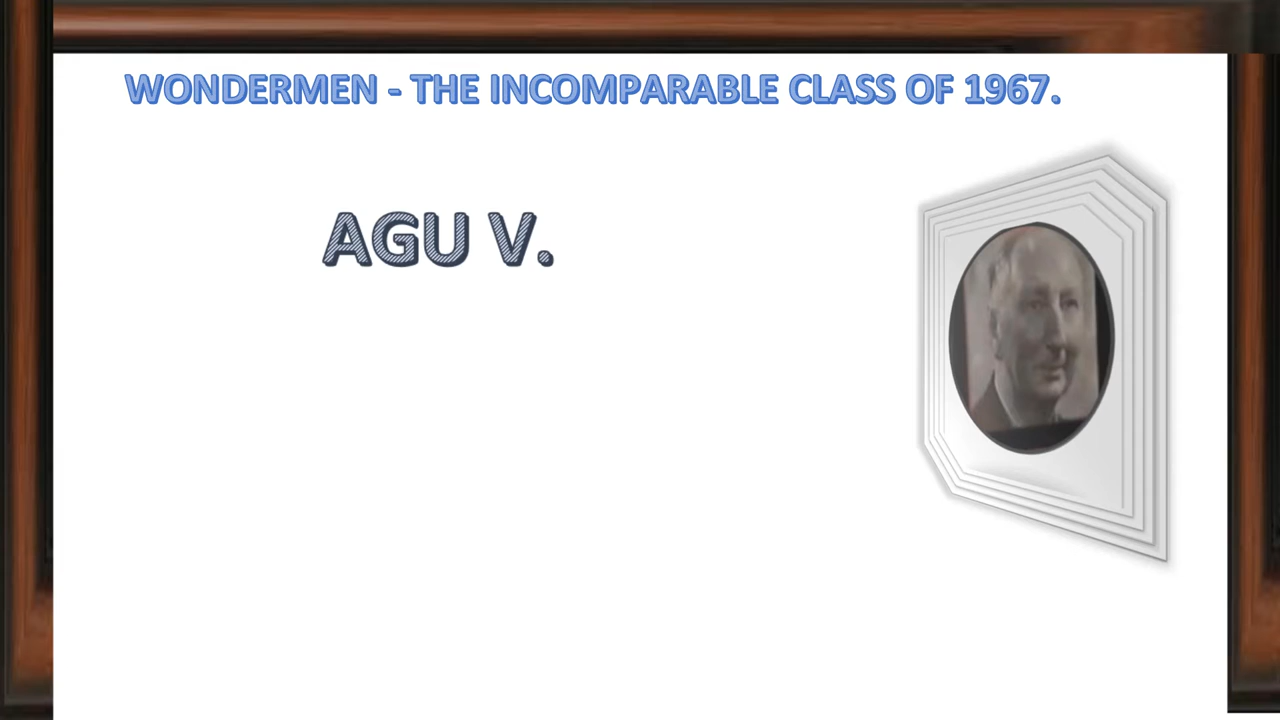 WONDERMEN - THE INCOMPARABLE CLASS OF 1967.
AGU V.